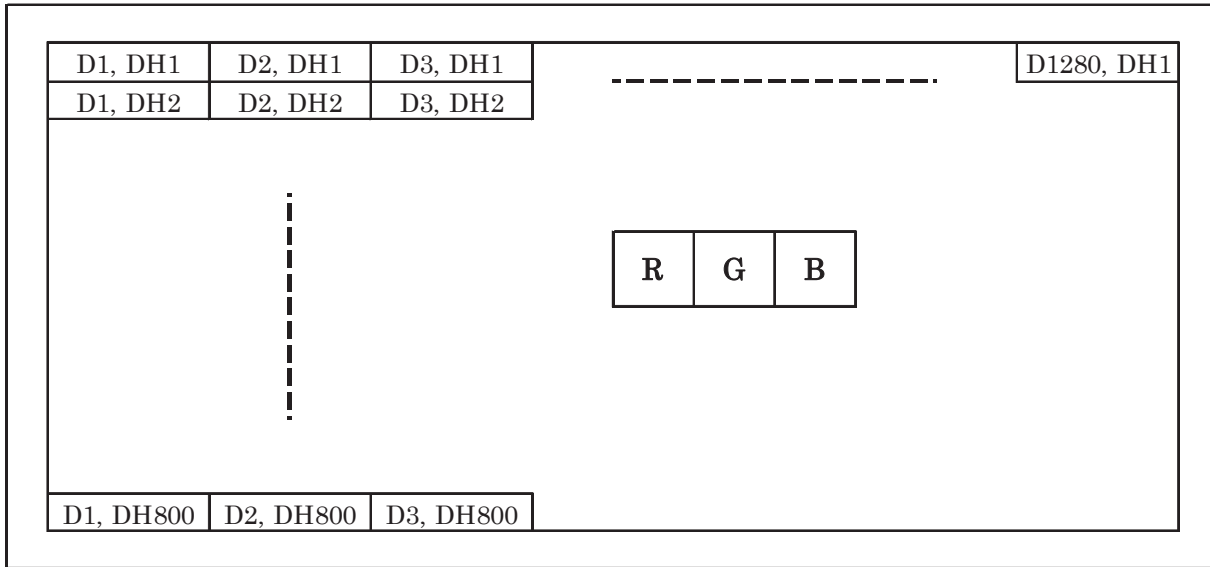 D1, DH1 D2, DH1 D3, DH1 D1280, DH1
D1, DH2 D2, DH2 D3, DH2
R G B
D1, DH800 D2, DH800 D3, DH800